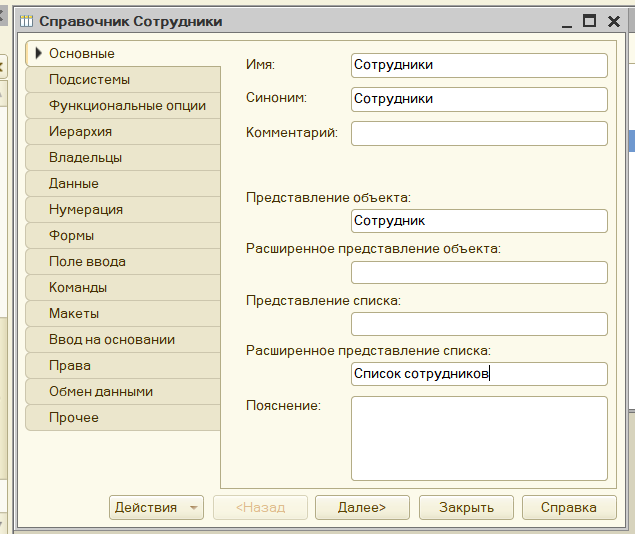 Справочник Сотрудники
Основные
Подсистемы
Функциональные опции
Иерархия
Владельцы
Данные
Нумерация
Формы
Поле ввода
Команды
Макеты
Ввод на основании
Права
Обмен данными
Прочее
Имя: Сотрудники
Синоним: Сотрудники
Комментарий:
Представление объекта:
Сотрудник
Расширенное представление объекта:
Представление списка:
Расширенное представление списка:
Список сотрудников
Пояснение:
Действия <Назад Далее> Закрыть Справка